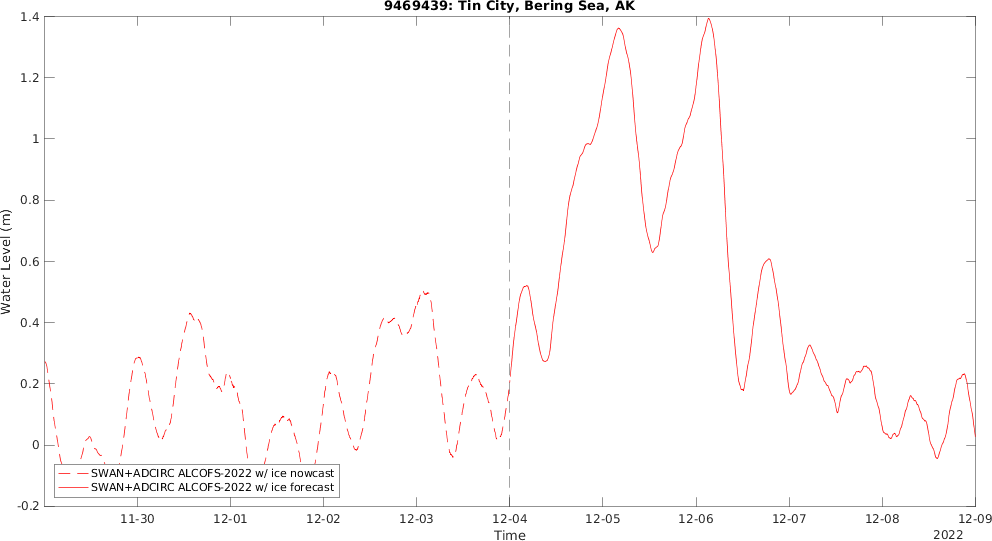 9469439: Tin City, Bering Sea, AK
1.4
1.2
1
0.8
0.6
0.4
0.2
0
-0.2
Water Level (m)
SWAN+ADCIRC ALCOFS-2022 w/ ice nowcast
SWAN+ADCIRC ALCOFS-2022 w/ ice forecast
11-30 12-01 12-02 12-03 12-04 12-05 12-06 12-07 12-08 12-09
Time
2022